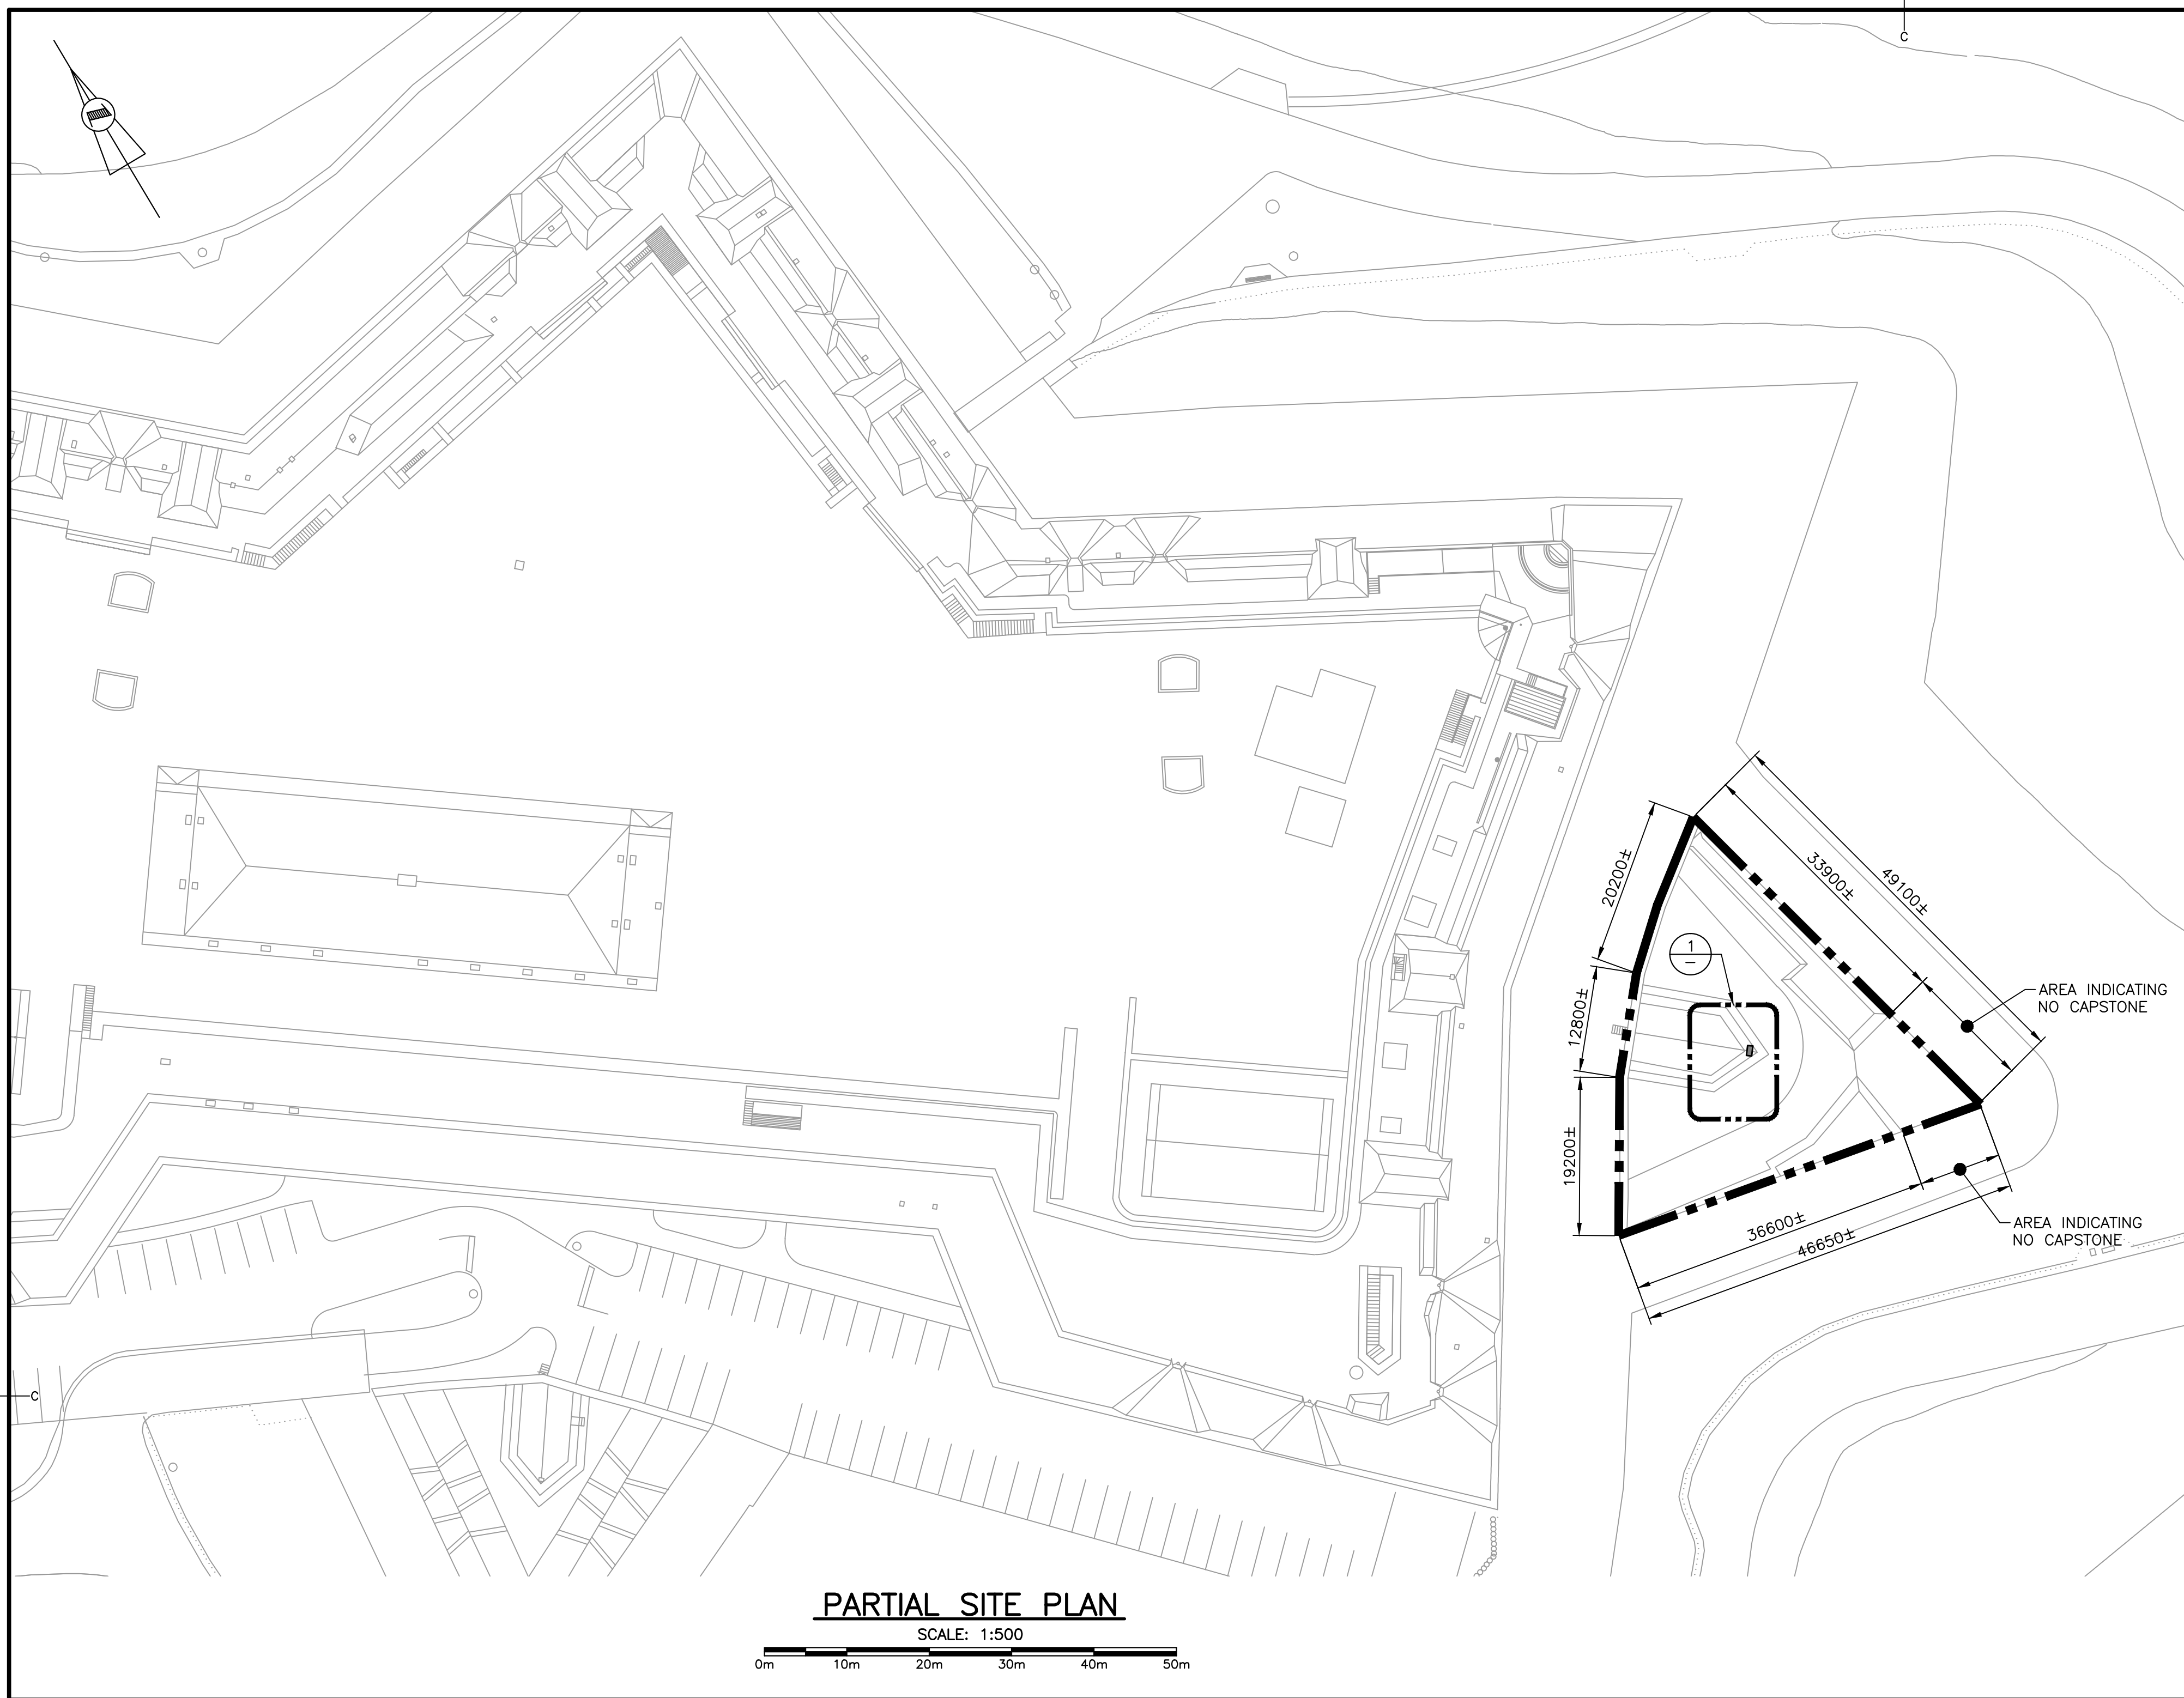 C
20200±
33900±
49100±
1
–
12800±
AREA INDICATING
NO CAPSTONE
19200±
36600±
46650±
AREA INDICATING
NO CAPSTONE
C
PARTIAL SITE PLAN
SCALE: 1:500
0m 10m 20m 30m 40m 50m